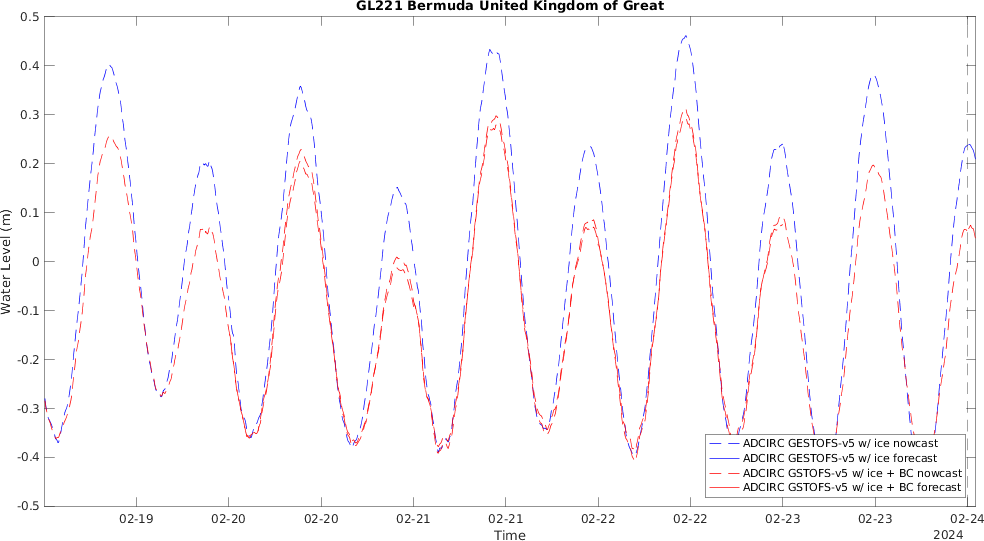 GL221 Bermuda United Kingdom of Great
0.5
0.4
0.3
0.2
0.1
0
-0.1
-0.2
-0.3
-0.4
-0.5
Water Level (m)
ADCIRC GESTOFS-v5 w/ ice nowcast
ADCIRC GESTOFS-v5 w/ ice forecast
ADCIRC GSTOFS-v5 w/ ice + BC nowcast
ADCIRC GSTOFS-v5 w/ ice + BC forecast
02-19 02-20 02-20 02-21 02-21 02-22 02-22 02-23 02-23 02-24
Time
2024